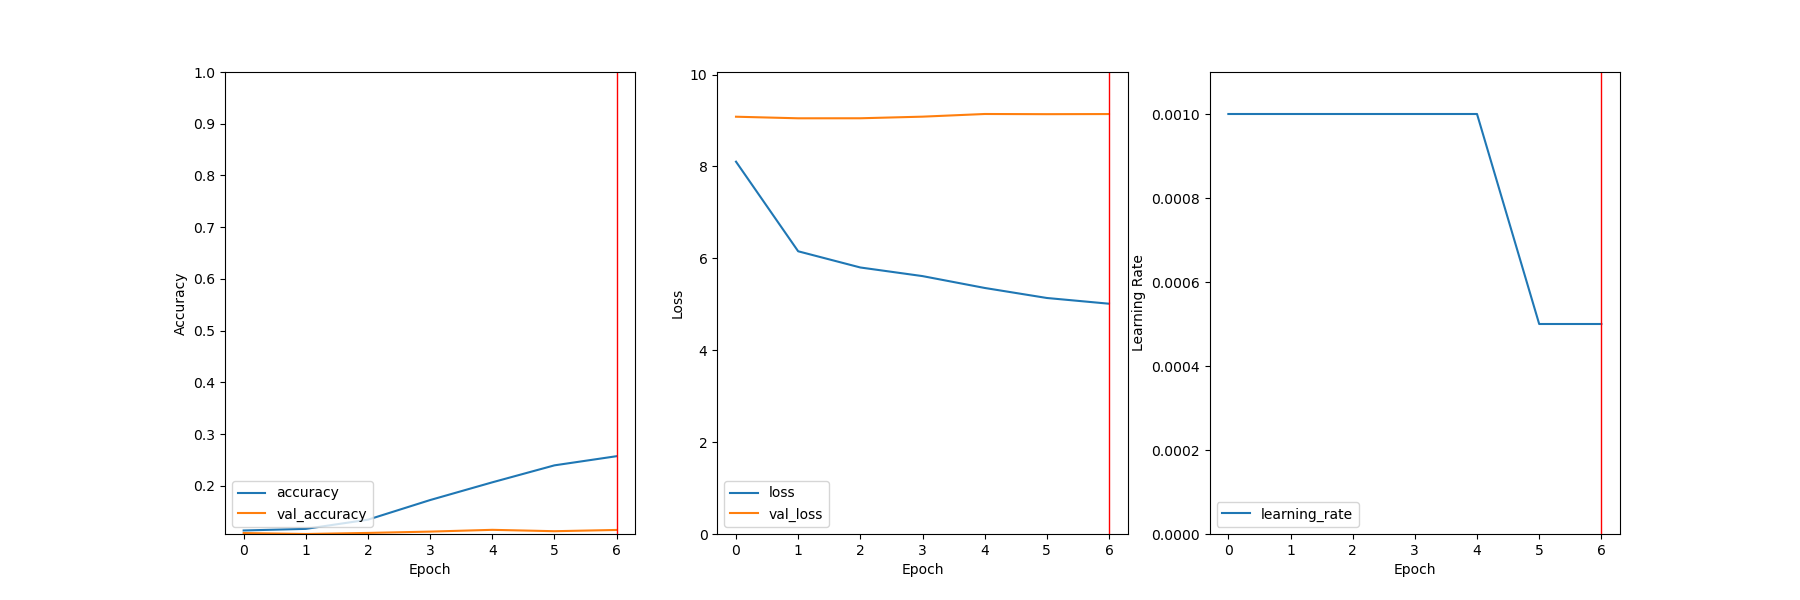 1.0
0.9
0.8
0.7
0.6
0.5
0.4
0.3
0.2
Accuracy
accuracy
val_accuracy
0 1 2 3 4 5 6
Epoch
10
8
6
4
2
0
Loss
loss
val_loss
0 1 2 3 4 5 6
Epoch
0.0010
0.0008
0.0006
0.0004
0.0002
0.0000
Learning Rate
learning_rate
0 1 2 3 4 5 6
Epoch